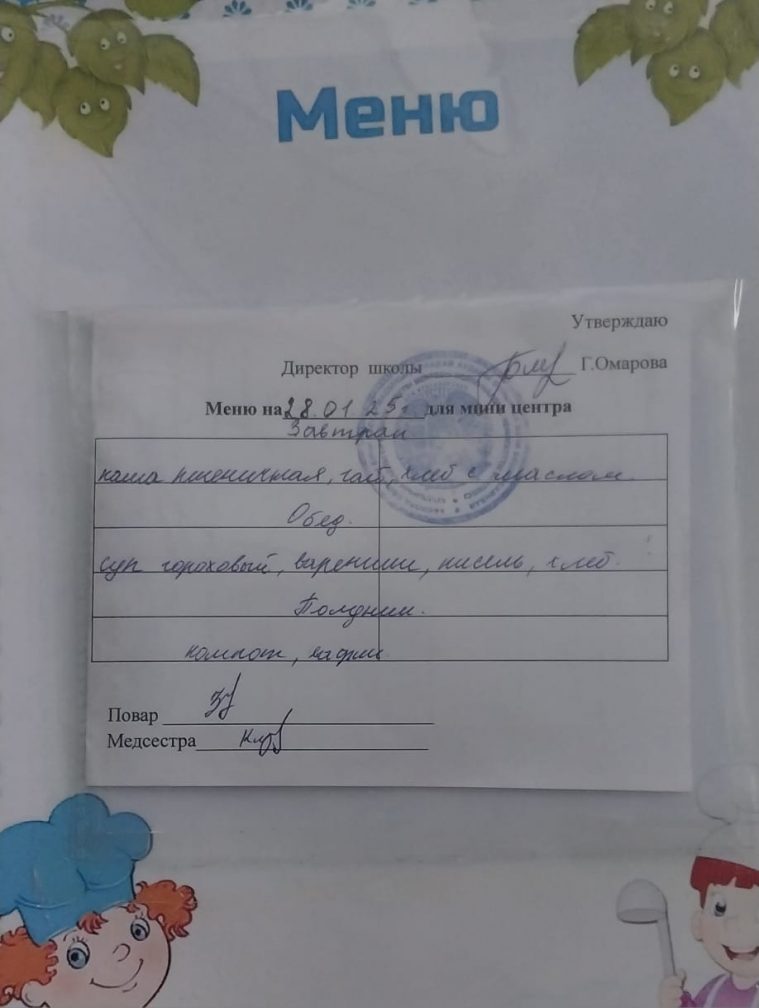 Меню
Утверждаю
Директор школы Г.Омарова
Меню на 28.01.25г для мини центра
Завтрак
каша пшеничная, чай, хлеб с маслом.
Обед.
суп гороховый, вареники, кисель, хлеб.
Полдник.
компот, вафли.
Повар
Медсестра